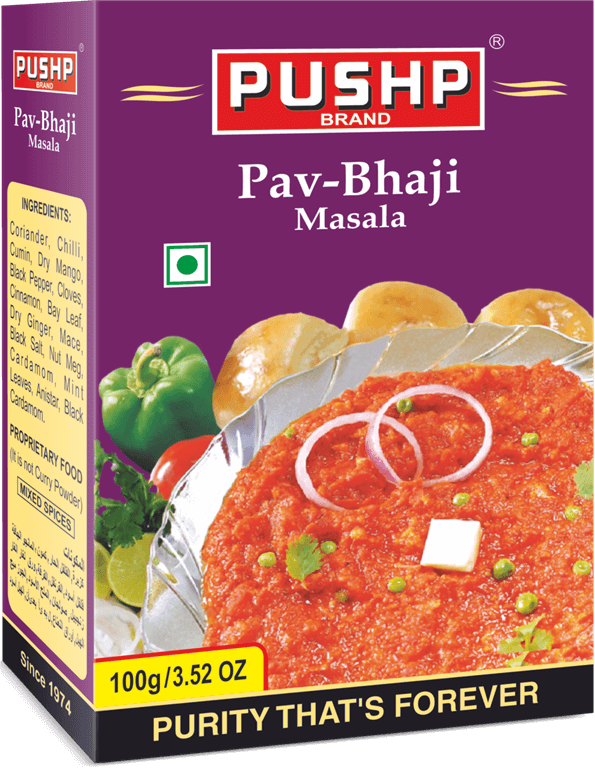 PUSHP
BRAND
®
Pav-Bhaji
Masala
INGREDIENTS:
Coriander, Chilli,
Cumin, Dry Mango,
Black Pepper, Cloves,
Cinnamon, Bay Leaf,
Dry Ginger, Mace,
Black Salt, Nut Meg,
Cardamom, Mint
Leaves, Anistar, Black
Cardamom.
PROPRIETARY FOOD
(It is not Curry Powder)
MIXED SPICES
Since 1974
PUSHP
BRAND
®
Pav-Bhaji
Masala
100g/3.52 OZ
PURITY THAT'S FOREVER